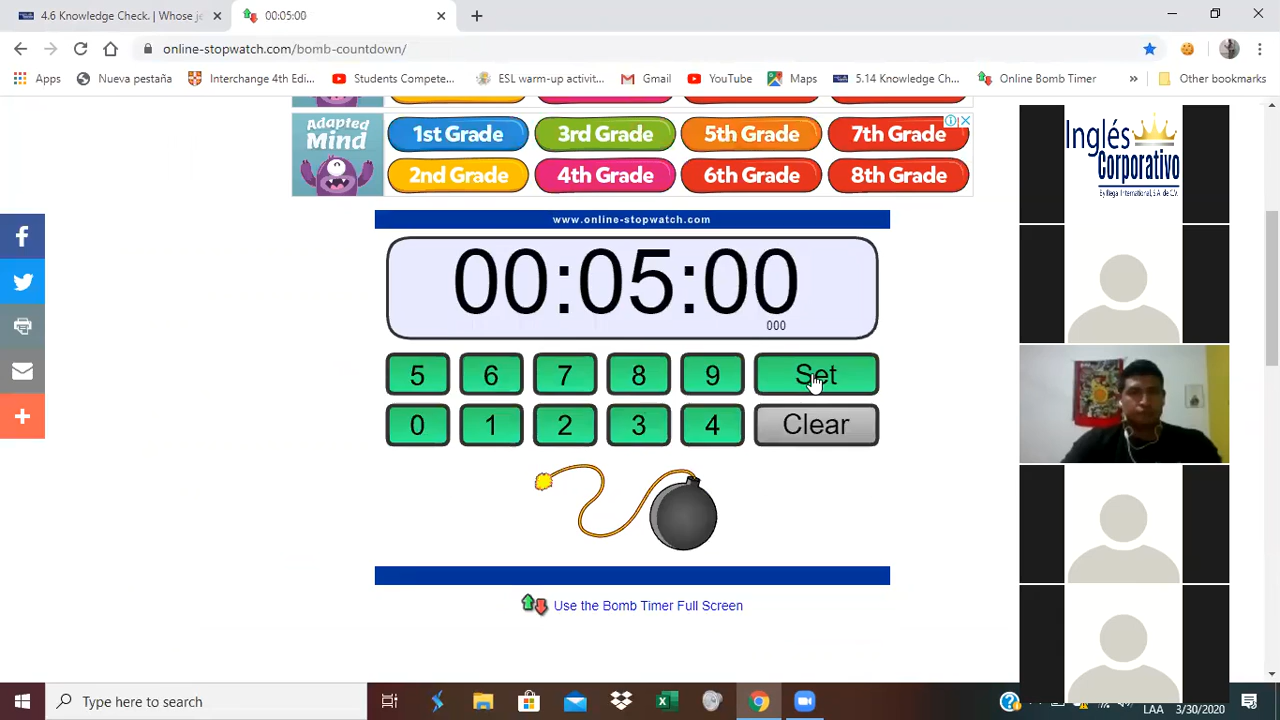 4.6 Knowledge Check. | Whose je
00:05:00
online-stopwatch.com/bomb-countdown/
Apps
Nueva pestaña
Interchange 4th Edi...
Students Compete...
ESL warm-up activit...
Gmail
YouTube
Maps
5.14 Knowledge Ch...
Online Bomb Timer
Other bookmarks
Adapted Mind
1st Grade 3rd Grade 5th Grade 7th Grade
2nd Grade 4th Grade 6th Grade 8th Grade
www.online-stopwatch.com
00:05:00
000
5 6 7 8 9 Set
0 1 2 3 4 Clear
Use the Bomb Timer Full Screen
Inglés
Corporativo
Type here to search
LAA 3/30/2020